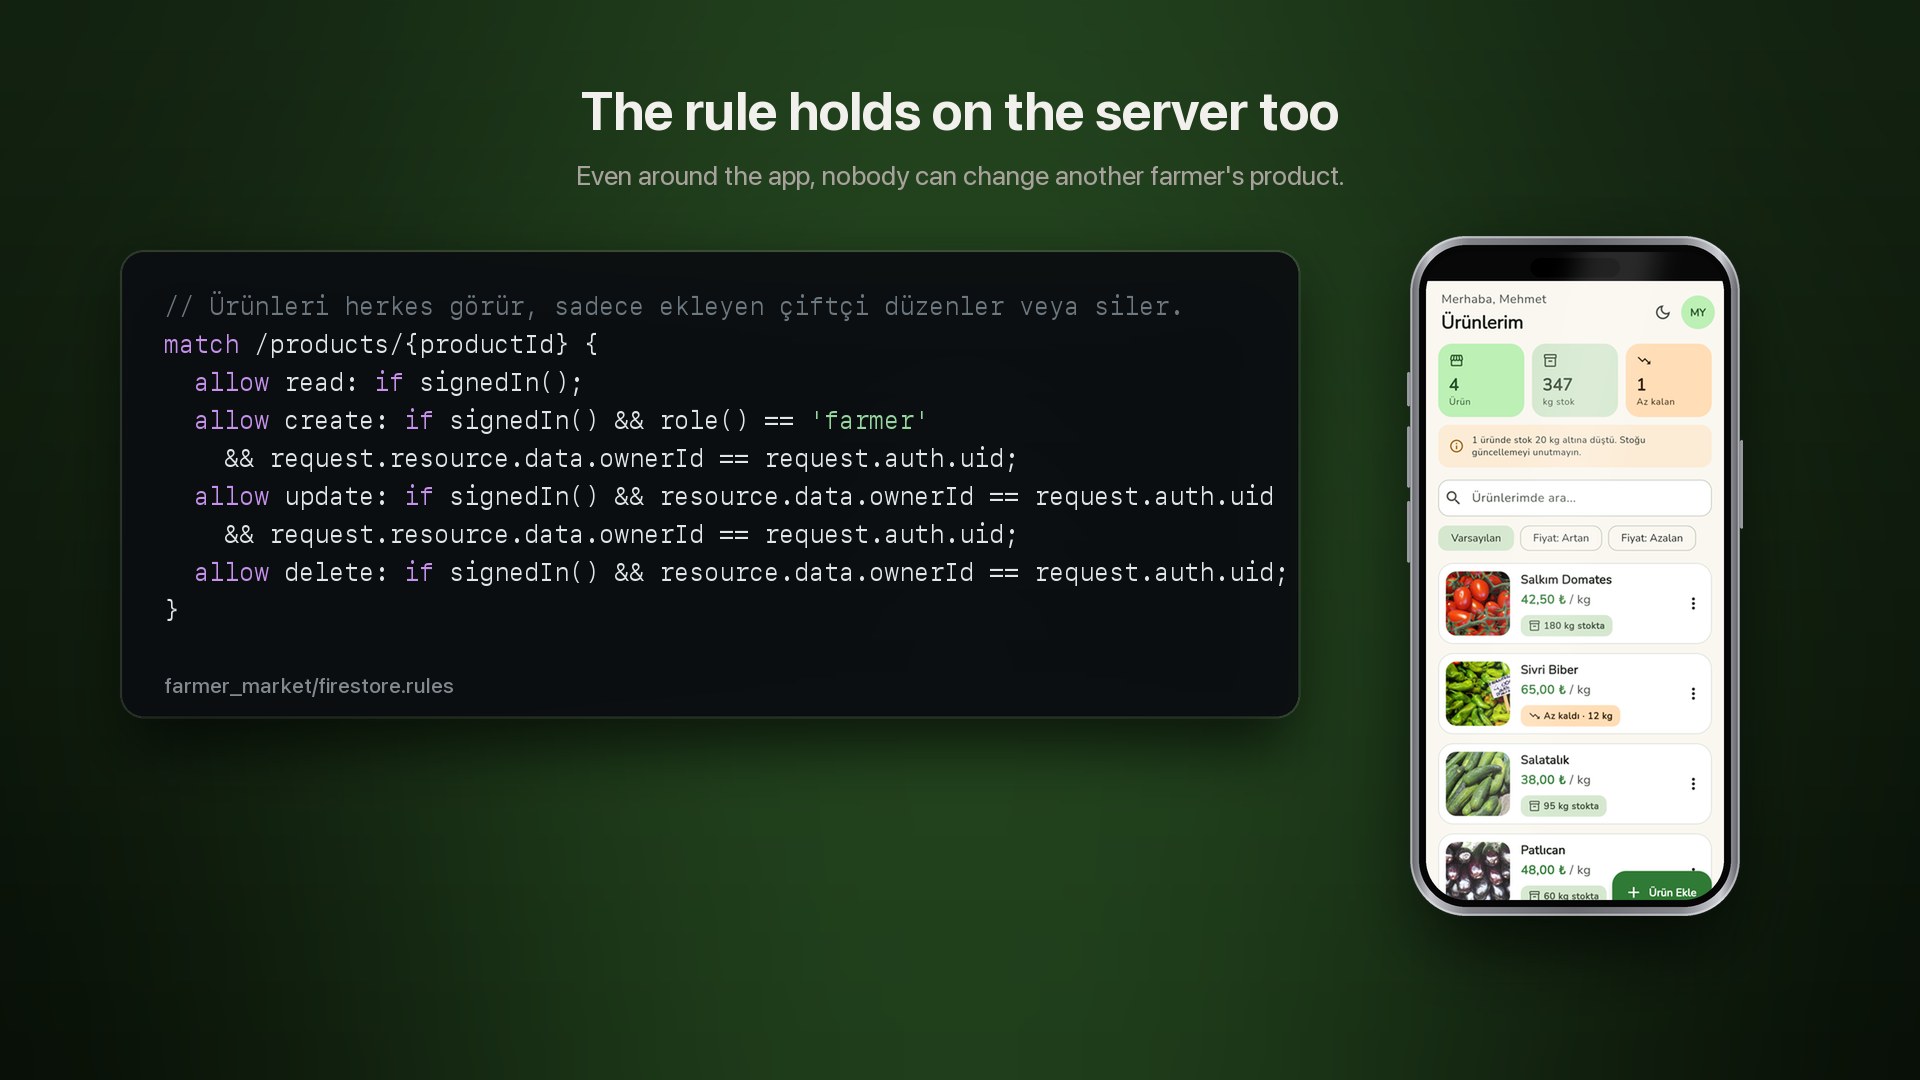 The rule holds on the server too
Even around the app, nobody can change another farmer's product.
// Ürünleri herkes görür, sadece ekleyen çiftçi düzenler veya siler.
match /products/{productId} {
  allow read: if signedIn();
  allow create: if signedIn() && role() == 'farmer'
    && request.resource.data.ownerId == request.auth.uid;
  allow update: if signedIn() && resource.data.ownerId == request.auth.uid
    && request.resource.data.ownerId == request.auth.uid;
  allow delete: if signedIn() && resource.data.ownerId == request.auth.uid;
}
farmer_market/firestore.rules
Merhaba, Mehmet
Ürünlerim
MY
4
Ürün
347
kg stok
1
Az kalan
1 üründe stok 20 kg altına düştü. Stoğu
güncellemeyi unutmayın.
Ürünlerimde ara...
Varsayılan
Fiyat: Artan
Fiyat: Azalan
Salkım Domates
42,50 ₺ / kg
180 kg stokta
Sivri Biber
65,00 ₺ / kg
Az kaldı · 12 kg
Salatalık
38,00 ₺ / kg
95 kg stokta
Patlıcan
48,00 ₺ / kg
60 kg stokta
+ Ürün Ekle